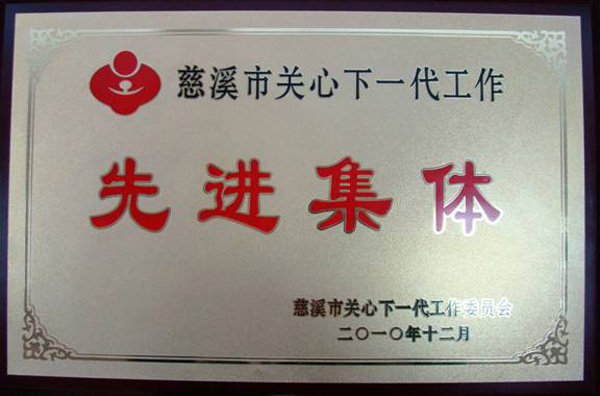 慈溪市关心下一代工作
先进集体
慈溪市关心下一代工作委员会
二〇一〇年十二月